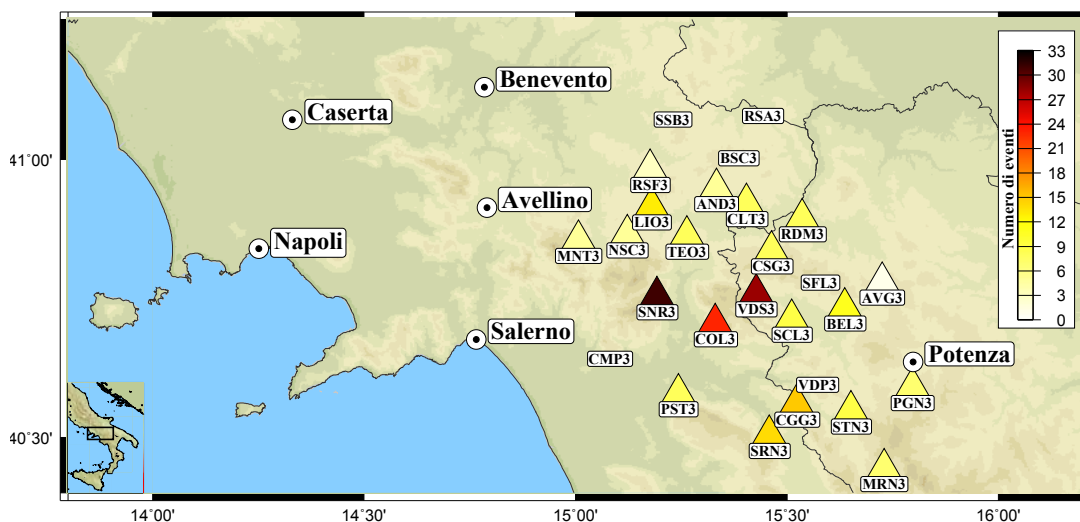 Benevento
Caserta
SSB3
RSA3
41°00'
BSC3
RSF3
AND3
Avellino
LIO3
CLT3
RDM3
Napoli
MNT3
NSC3
TEO3
CSG3
SFL3
AVG3
SNR3
VDS3
BEL3
COL3
SCL3
Salerno
CMP3
Potenza
VDP3
PST3
CGG3
STN3
PGN3
40°30'
SRN3
MRN3
14°00'
14°30'
15°00'
15°30'
16°00'
Numero di eventi
33
30
27
24
21
18
15
12
9
6
3
0